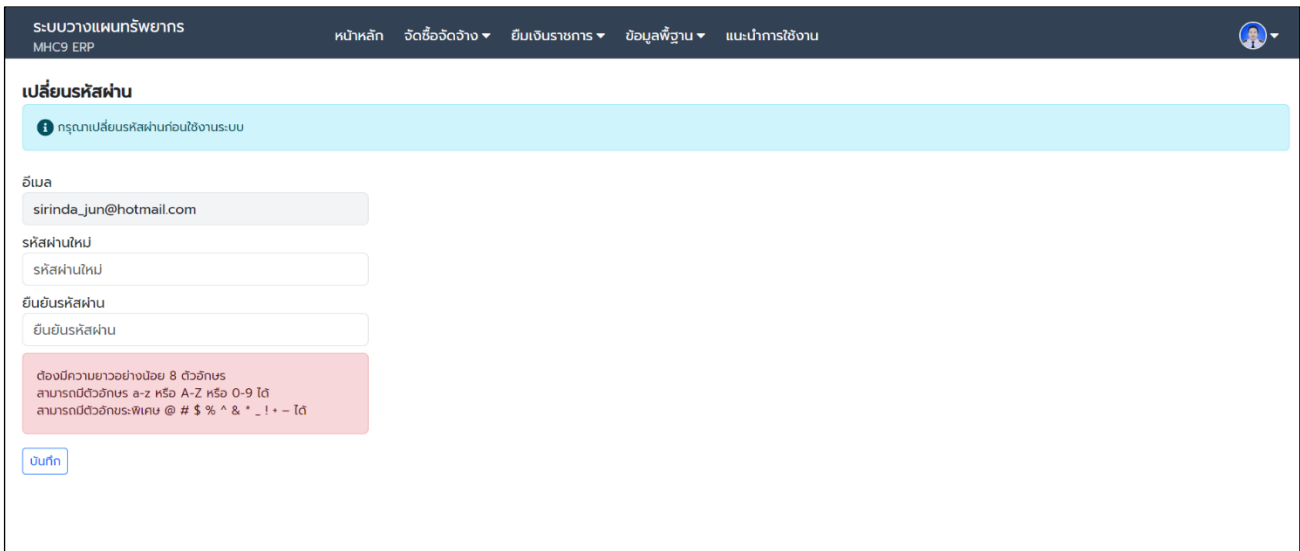 ระบบวางแผนทรัพยากร
MHC9 ERP
หน้าหลัก จัดซื้อจัดจ้าง ยืมเงินราชการ ข้อมูลพื้นฐาน แนะนำการใช้งาน
เปลี่ยนรหัสผ่าน
กรุณาเปลี่ยนรหัสผ่านก่อนใช้งานระบบ
อีเมล
sirinda_jun@hotmail.com
รหัสผ่านใหม่
รหัสผ่านใหม่
ยืนยันรหัสผ่าน
ยืนยันรหัสผ่าน
ต้องมีความยาวอย่างน้อย 8 ตัวอักษร
สามารถมีตัวอักษร a-z หรือ A-Z หรือ 0-9 ได้
สามารถมีตัวอักขระพิเศษ @ # $ % ^ & * _ ! + – ได้
บันทึก